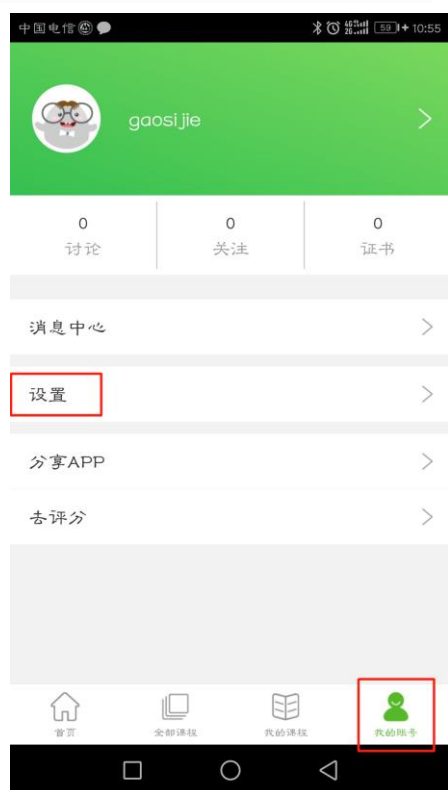 中国电信 59 10:55
gaosijie
0 0 0
讨论 关注 证书
消息中心
设置
分享APP
去评分
首页 全部课程 我的课程 我的账号